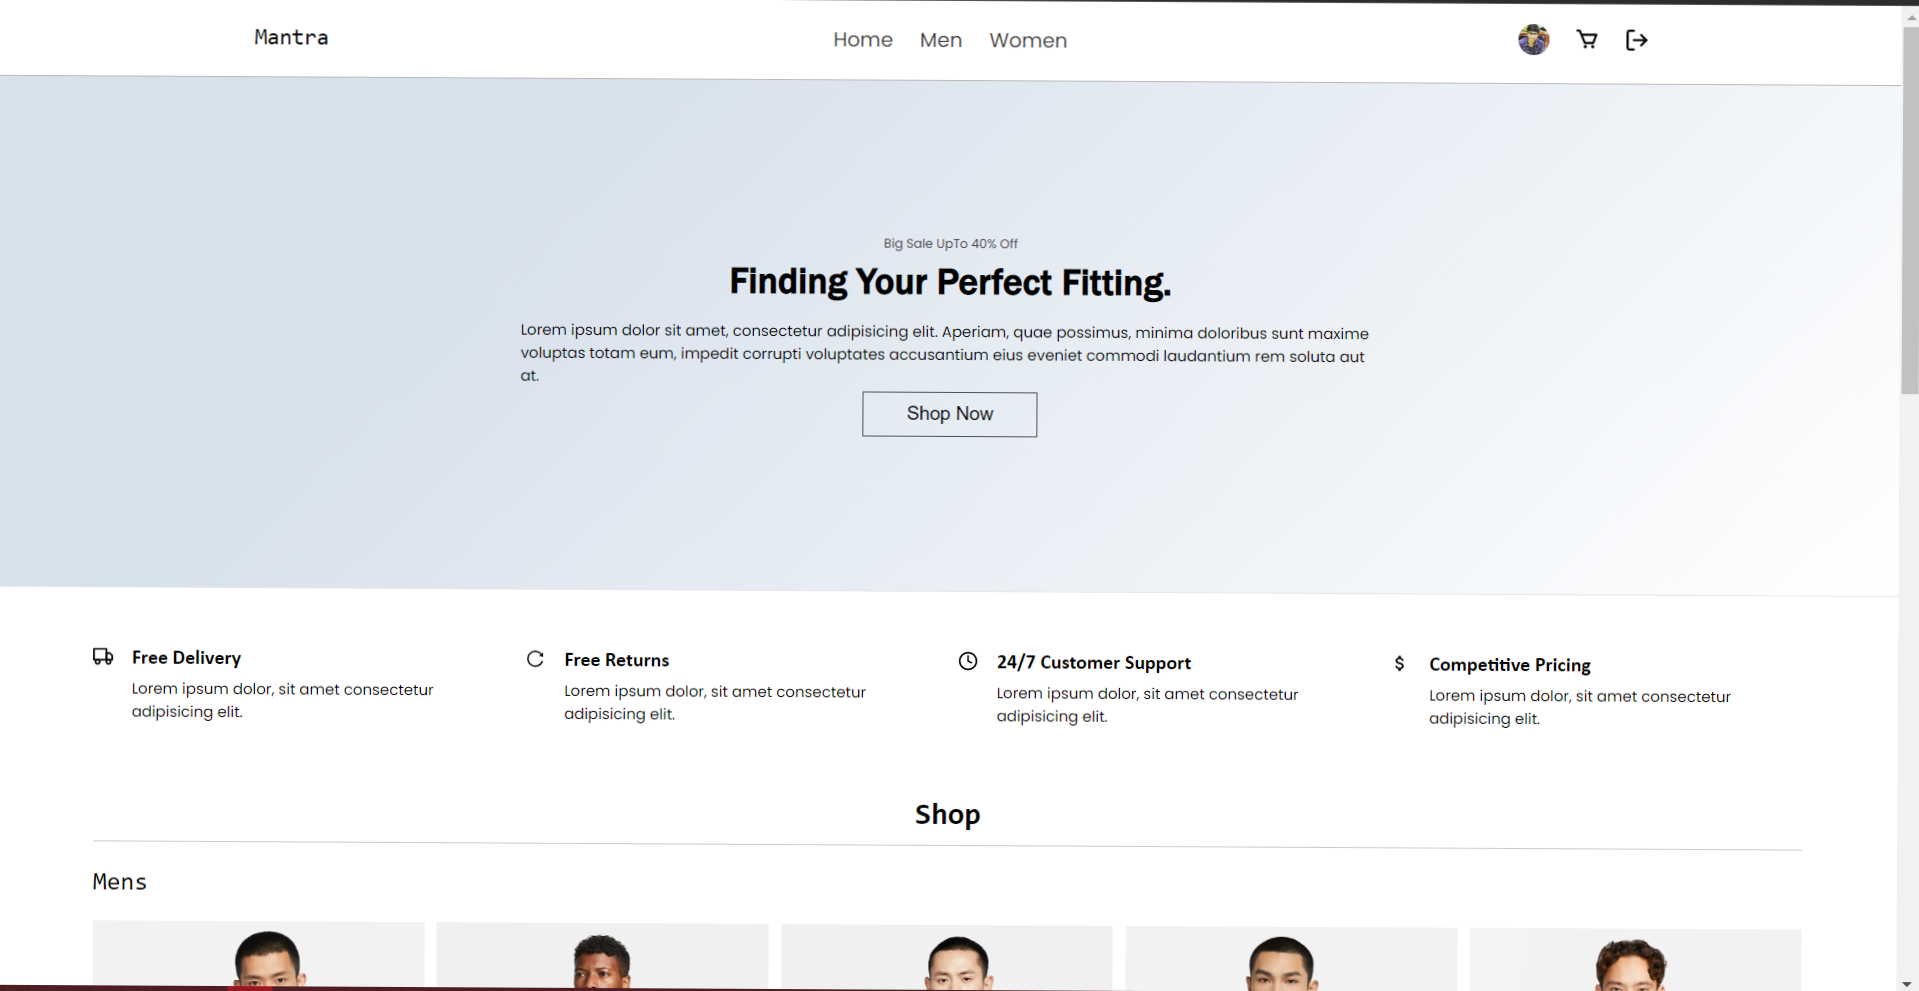 Mantra
Home Men Women
Big Sale UpTo 40% Off
Finding Your Perfect Fitting.
Lorem ipsum dolor sit amet, consectetur adipisicing elit. Aperiam, quae possimus, minima doloribus sunt maxime
voluptas totam eum, impedit corrupti voluptates accusantium eius eveniet commodi laudantium rem soluta aut
at.
Shop Now
Free Delivery
Lorem ipsum dolor, sit amet consectetur
adipisicing elit.
Free Returns
Lorem ipsum dolor, sit amet consectetur
adipisicing elit.
24/7 Customer Support
Lorem ipsum dolor, sit amet consectetur
adipisicing elit.
Competitive Pricing
Lorem ipsum dolor, sit amet consectetur
adipisicing elit.
Shop
Mens